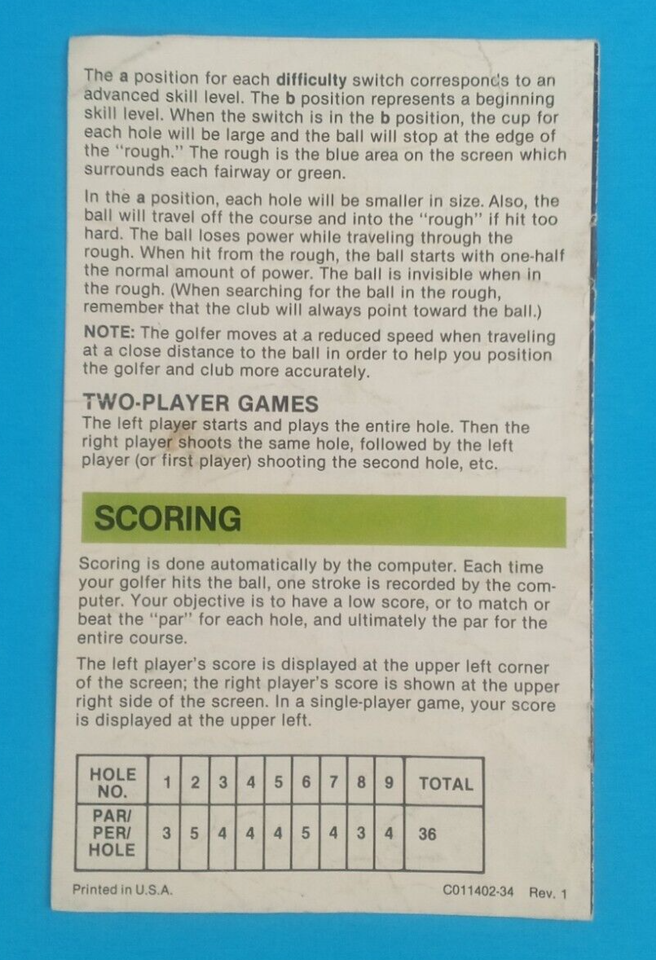 The a position for each difficulty switch corresponds to an
advanced skill level. The b position represents a beginning
skill level. When the switch is in the b position, the cup for
each hole will be large and the ball will stop at the edge of
the "rough." The rough is the blue area on the screen which
surrounds each fairway or green.
In the a position, each hole will be smaller in size. Also, the
ball will travel off the course and into the "rough" if hit too
hard. The ball loses power while traveling through the
rough. When hit from the rough, the ball starts with one-half
the normal amount of power. The ball is invisible when in
the rough. (When searching for the ball in the rough,
remember that the club will always point toward the ball.)
NOTE: The golfer moves at a reduced speed when traveling
at a close distance to the ball in order to help you position
the golfer and club more accurately.
TWO-PLAYER GAMES
The left player starts and plays the entire hole. Then the
right player shoots the same hole, followed by the left
player (or first player) shooting the second hole, etc.
SCORING
Scoring is done automatically by the computer. Each time
your golfer hits the ball, one stroke is recorded by the com-
puter. Your objective is to have a low score, or to match or
beat the "par" for each hole, and ultimately the par for the
entire course.
The left player's score is displayed at the upper left corner
of the screen; the right player's score is shown at the upper
right side of the screen. In a single-player game, your score
is displayed at the upper left.
HOLE NO. 1 2 3 4 5 6 7 8 9 TOTAL
PAR/ PER/ HOLE 3 5 4 4 4 5 4 3 4 36
Printed in U.S.A. C011402-34 Rev. 1